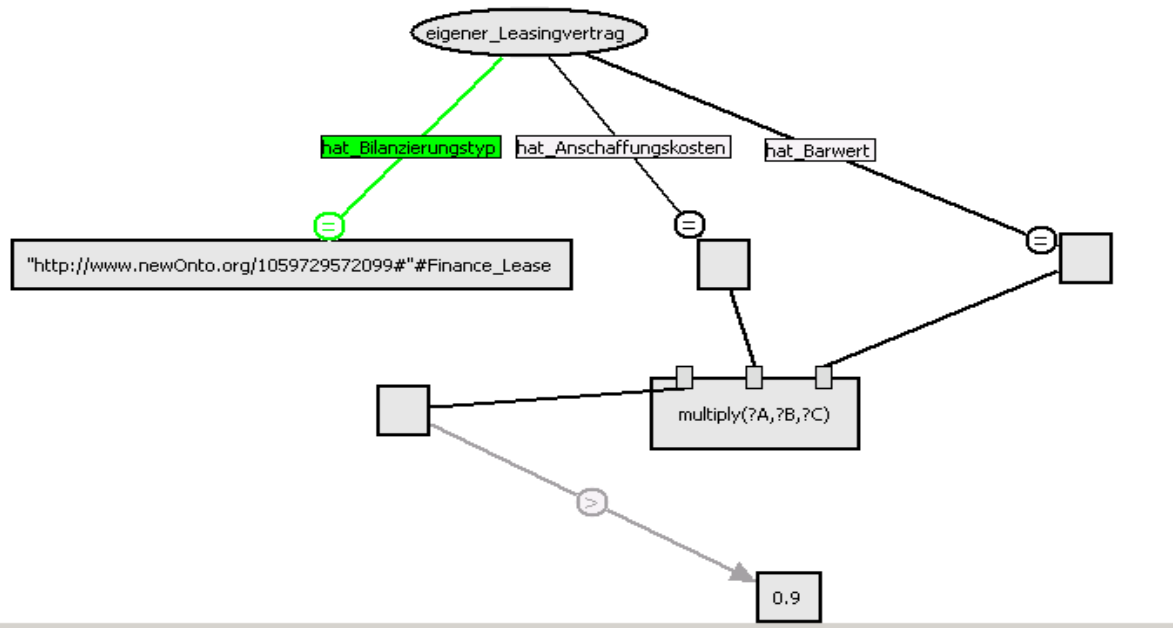 eigener_Leasingvertrag
hat_Bilanzierungstyp
hat_Anschaffungskosten
hat_Barwert
=
=
=
"http://www.newOnto.org/1059729572099#"#Finance_Lease
multiply(?A,?B,?C)
>
0.9